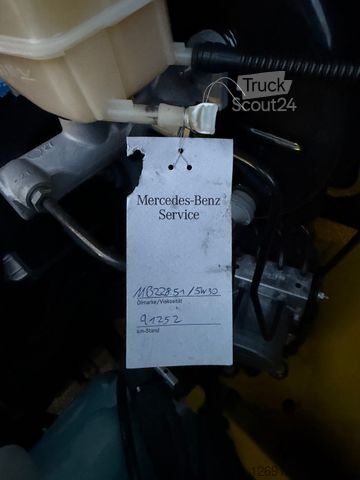 Truck
Scout24
Mercedes-Benz
Service
MB228.51/5W30
Ölmarke/Viskosität
91252
km-Stand